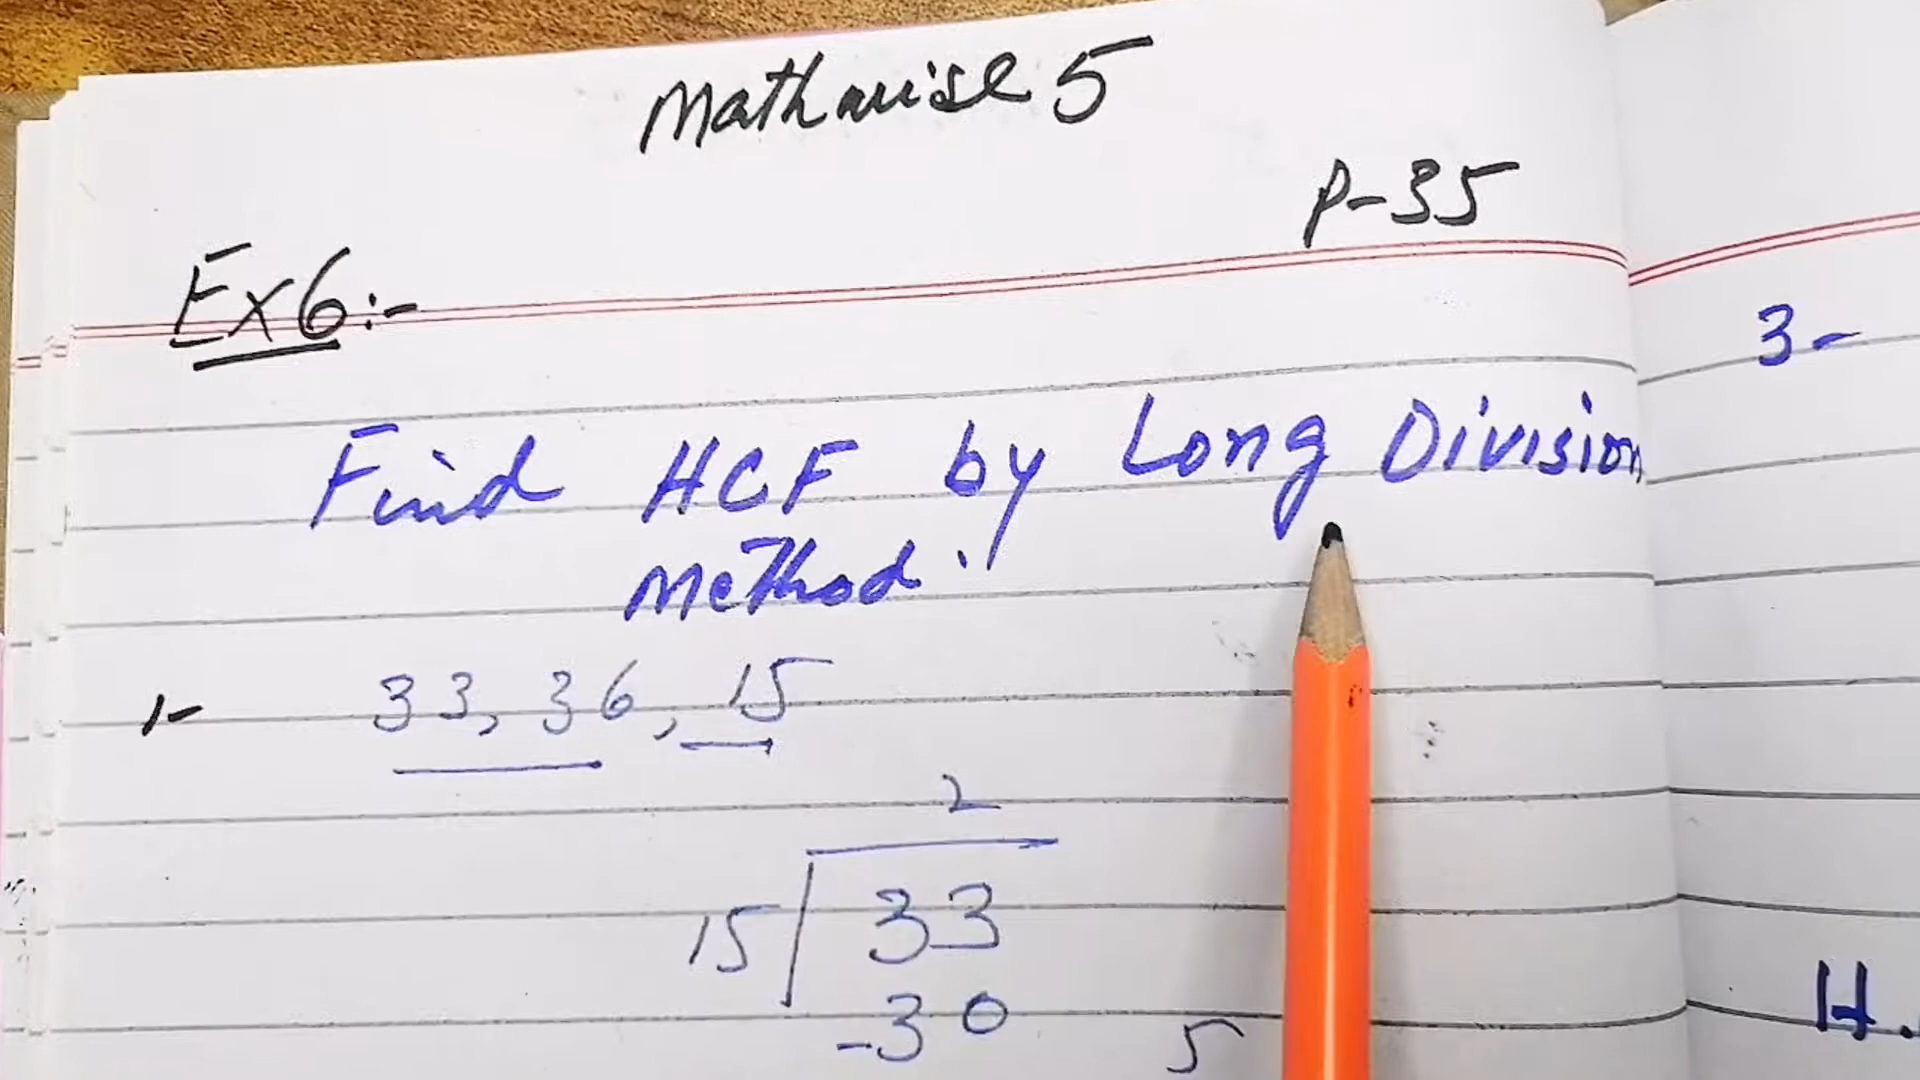 Mathwise 5
P-35
Ex6:-
Find HCF by Long Division
Method.
1- 33, 36, 15
2
15 33
-30
5
3-
H.